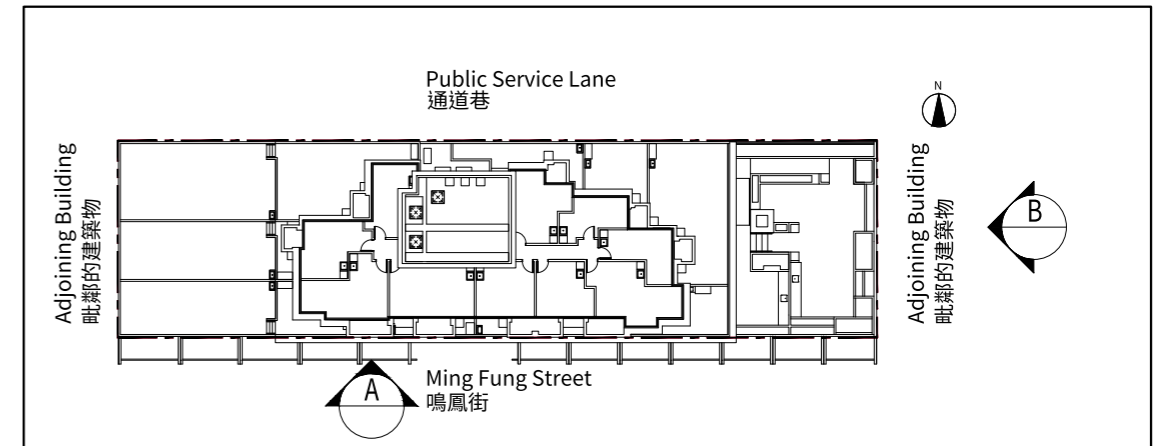 Public Service Lane
通道巷
N
Adjoining Building
毗鄰的建築物
Adjoining Building
毗鄰的建築物
B
A
Ming Fung Street
鳴鳳街